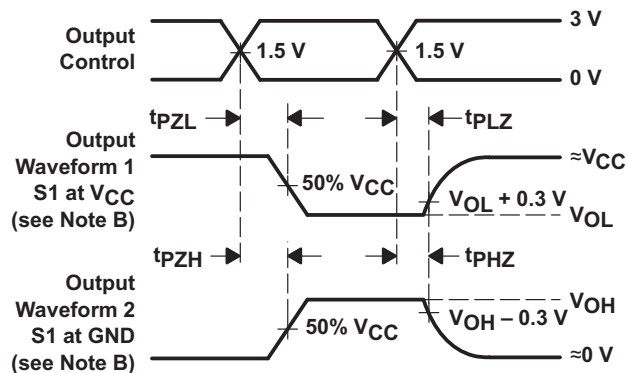 Output
Control
1.5 V
1.5 V
3 V
0 V
tPZL
tPLZ
Output
Waveform 1
S1 at VCC
(see Note B)
50% VCC
≈VCC
VOL + 0.3 V
VOL
tPZH
tPHZ
Output
Waveform 2
S1 at GND
(see Note B)
50% VCC
VOH
VOH – 0.3 V
≈0 V